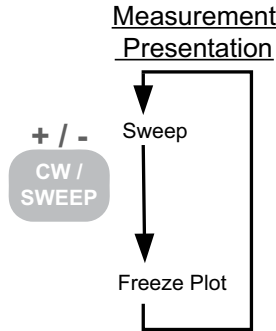 Measurement
Presentation
+ / -
CW /
SWEEP
Sweep
Freeze Plot